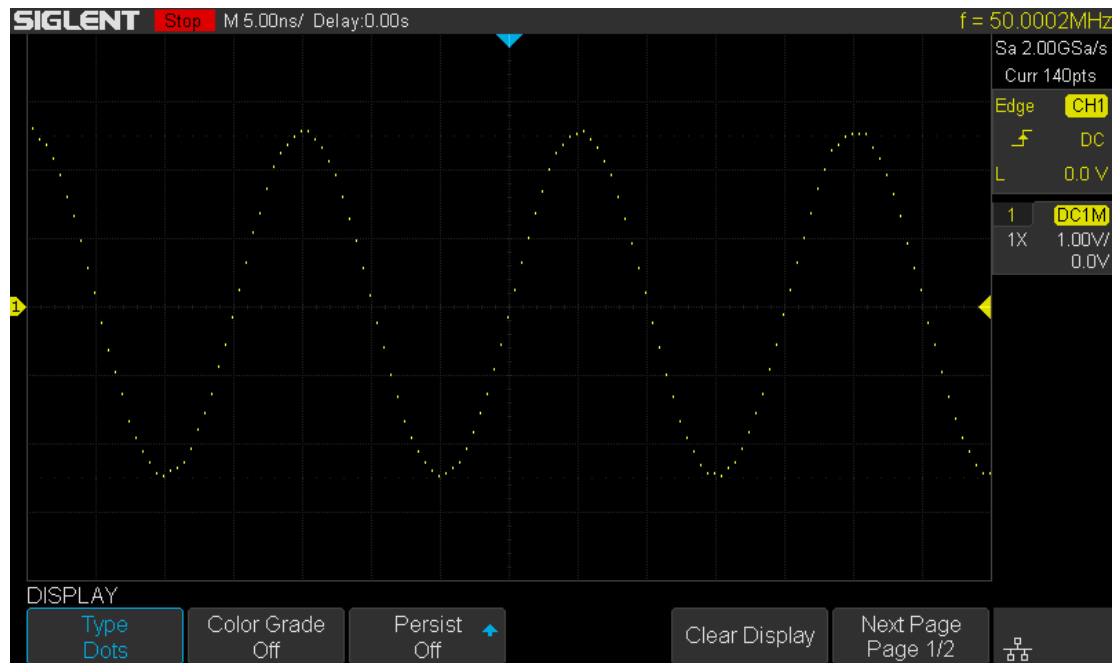 SIGLENT Stop M 5.00ns/ Delay:0.00s f = 50.0002MHz
Sa 2.00GSa/s
Curr 140pts
Edge CH1
DC
L 0.0 V
1 DC1M
1X 1.00V/
0.0V
1
DISPLAY
Type Color Grade Persist Clear Display Next Page
Dots Off Off Page 1/2